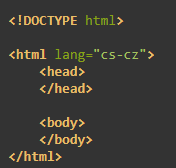 <!DOCTYPE html>
<html lang="cs-cz">
<head>
</head>
<body>
</body>
</html>